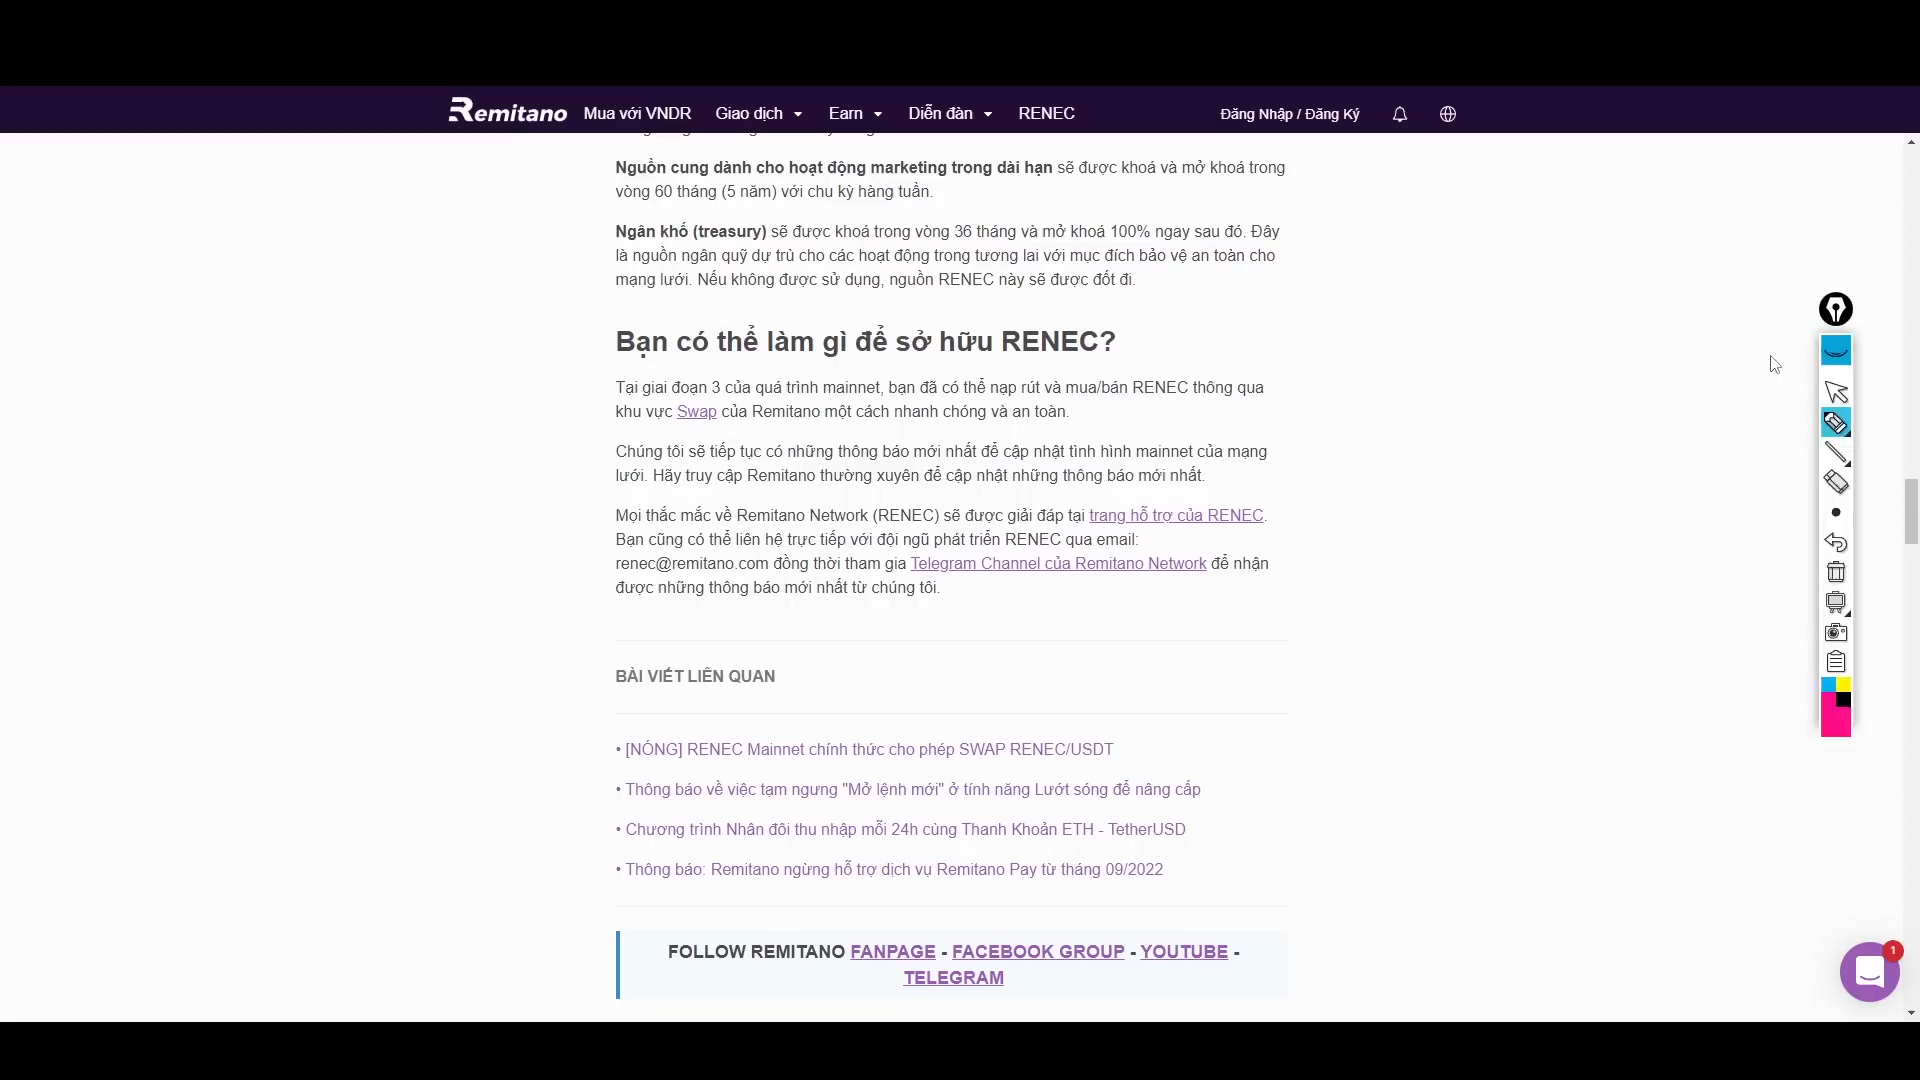 Remitano Mua với VNDR Giao dịch Earn Diễn đàn RENEC Đăng Nhập / Đăng Ký
Nguồn cung dành cho hoạt động marketing trong dài hạn sẽ được khoá và mở khoá trong
vòng 60 tháng (5 năm) với chu kỳ hàng tuần.
Ngân khố (treasury) sẽ được khoá trong vòng 36 tháng và mở khoá 100% ngay sau đó. Đây
là nguồn ngân quỹ dự trù cho các hoạt động trong tương lai với mục đích bảo vệ an toàn cho
mạng lưới. Nếu không được sử dụng, nguồn RENEC này sẽ được đốt đi.
Bạn có thể làm gì để sở hữu RENEC?
Tại giai đoạn 3 của quá trình mainnet, bạn đã có thể nạp rút và mua/bán RENEC thông qua
khu vực Swap của Remitano một cách nhanh chóng và an toàn.
Chúng tôi sẽ tiếp tục có những thông báo mới nhất để cập nhật tình hình mainnet của mạng
lưới. Hãy truy cập Remitano thường xuyên để cập nhật những thông báo mới nhất.
Mọi thắc mắc về Remitano Network (RENEC) sẽ được giải đáp tại trang hỗ trợ của RENEC.
Bạn cũng có thể liên hệ trực tiếp với đội ngũ phát triển RENEC qua email:
renec@remitano.com đồng thời tham gia Telegram Channel của Remitano Network để nhận
được những thông báo mới nhất từ chúng tôi.
BÀI VIẾT LIÊN QUAN
• [NÓNG] RENEC Mainnet chính thức cho phép SWAP RENEC/USDT
• Thông báo về việc tạm ngưng "Mở lệnh mới" ở tính năng Lướt sóng để nâng cấp
• Chương trình Nhân đôi thu nhập mỗi 24h cùng Thanh Khoản ETH - TetherUSD
• Thông báo: Remitano ngừng hỗ trợ dịch vụ Remitano Pay từ tháng 09/2022
FOLLOW REMITANO FANPAGE - FACEBOOK GROUP - YOUTUBE -
TELEGRAM
1